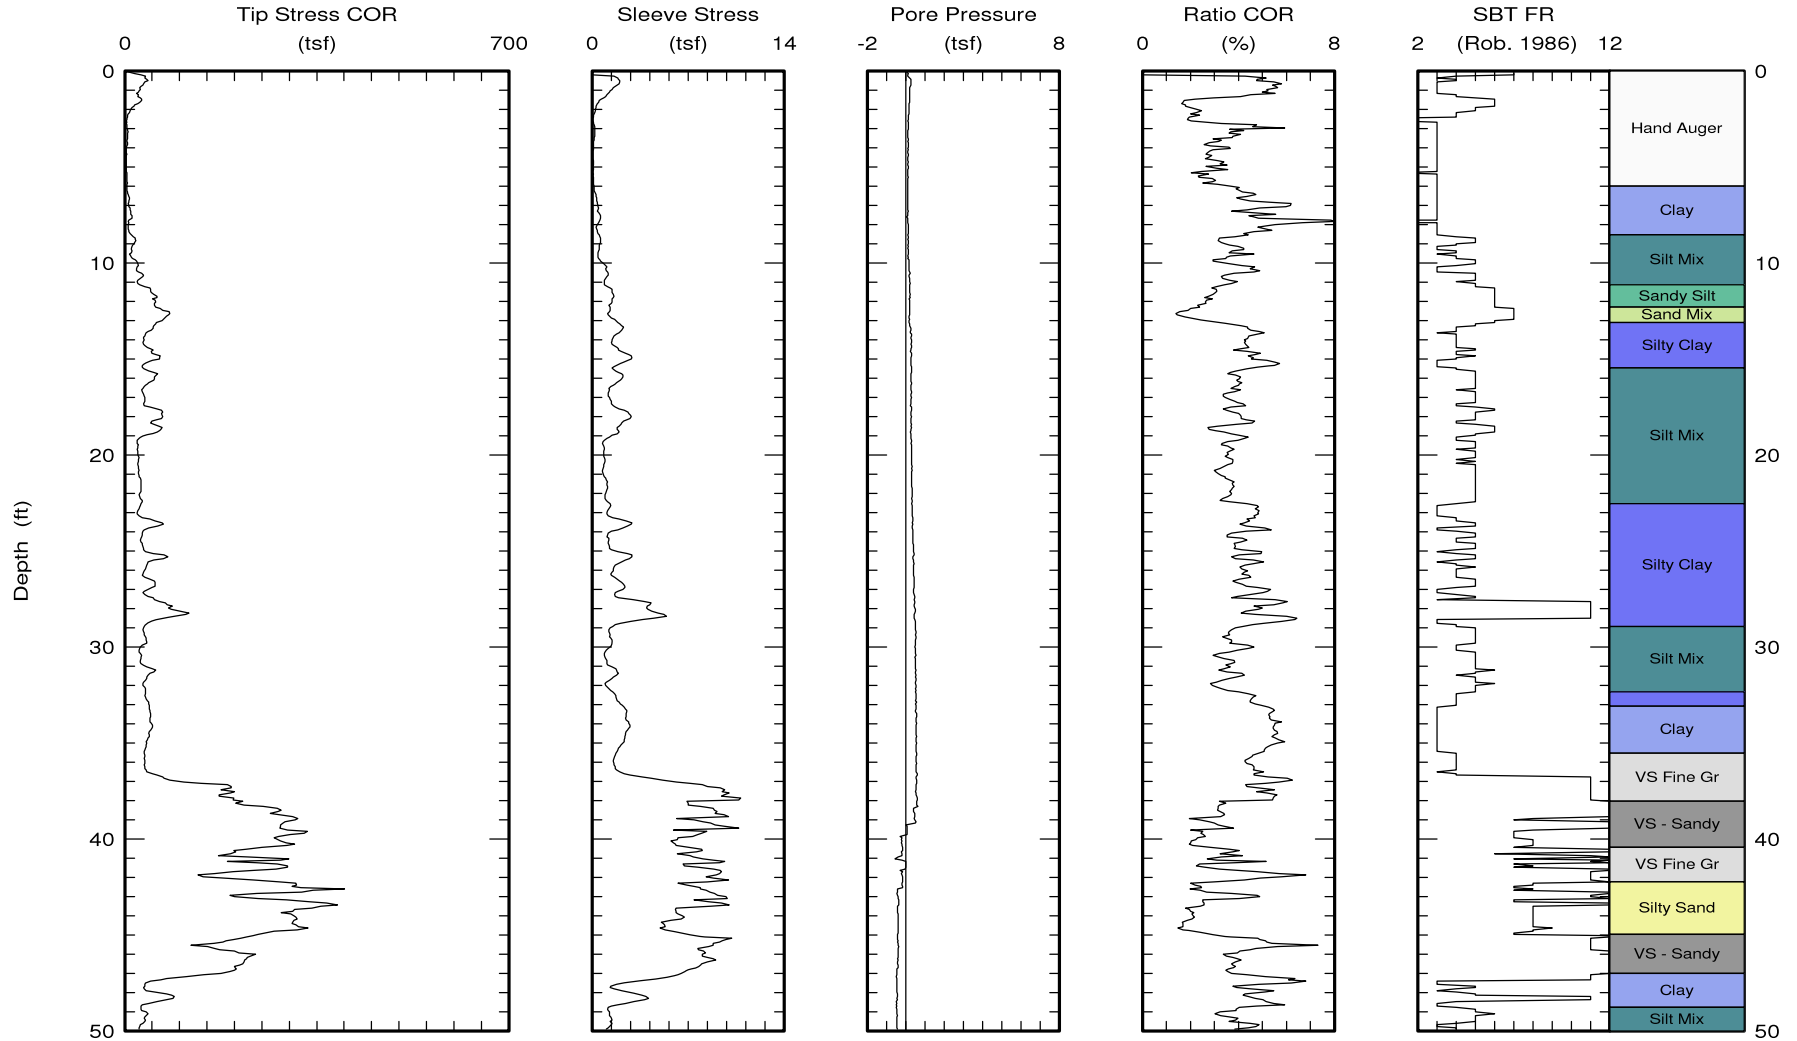 Tip Stress COR Sleeve Stress Pore Pressure Ratio COR SBT FR
0 (tsf) 700 0 (tsf) 14 -2 (tsf) 8 0 (%) 8 2 (Rob. 1986) 12
0 0
Hand Auger
Clay
Silt Mix
10 10
Sandy Silt
Sand Mix
Silty Clay
Silt Mix
20 20
Depth (ft)
Silty Clay
30 30
Silt Mix
Clay
VS Fine Gr
VS - Sandy
40 40
VS Fine Gr
Silty Sand
VS - Sandy
Clay
Silt Mix
50 50